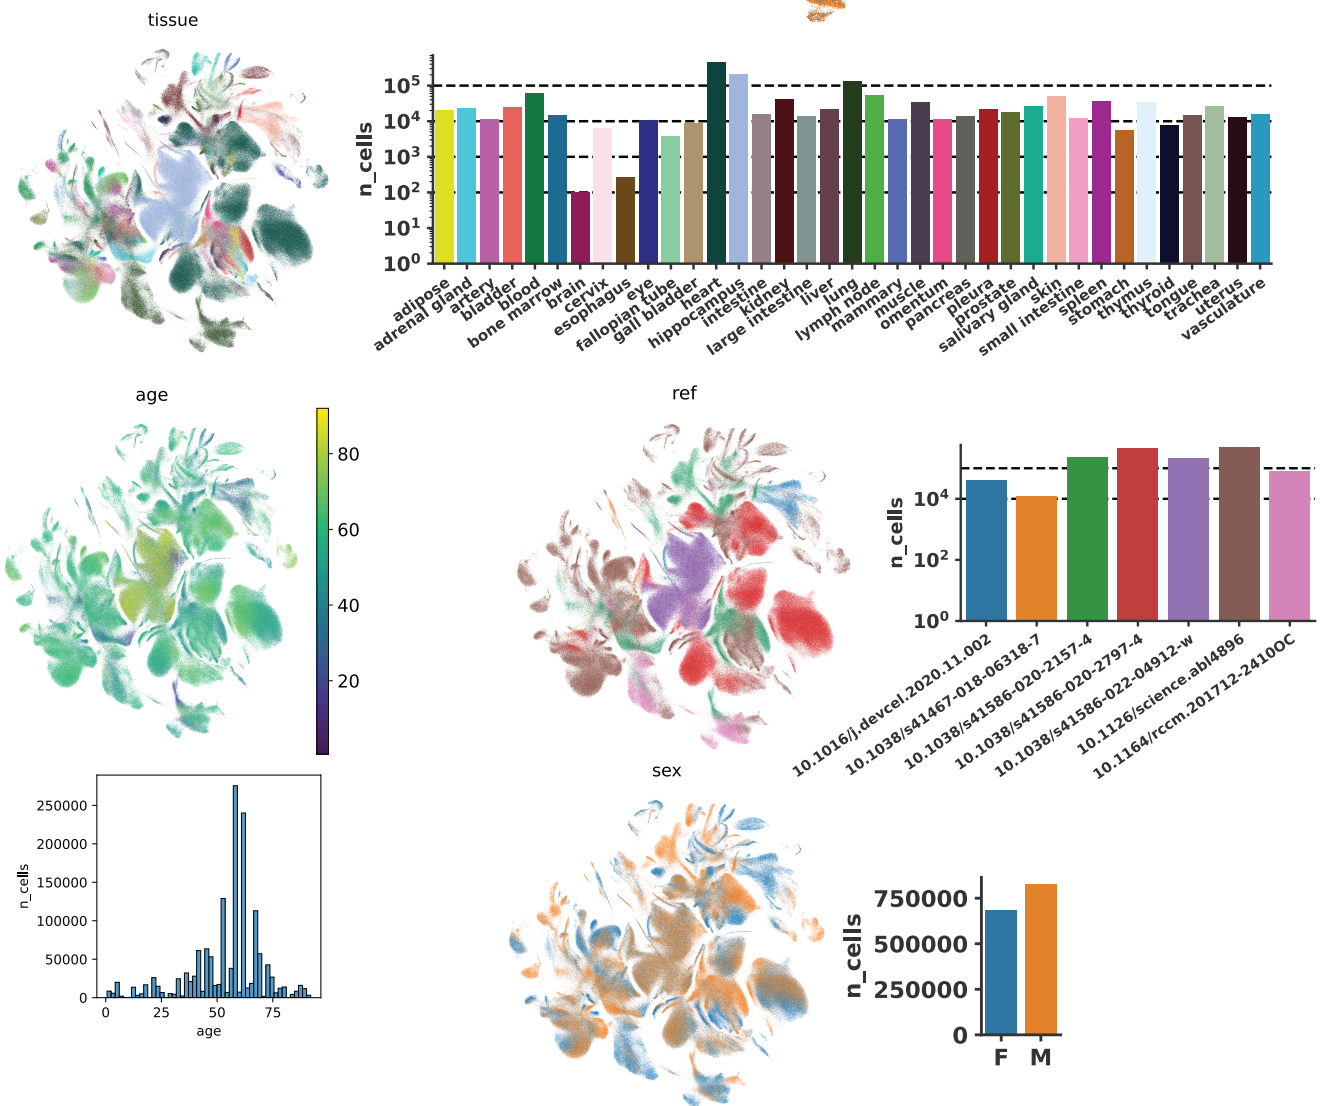 tissue
n_cells
10⁵
10⁴
10³
10²
10¹
10⁰
adipose
adrenal gland
artery
bladder
blood
bone marrow
brain
cervix
esophagus
eye
fallopian tube
gall bladder
heart
hippocampus
intestine
kidney
large intestine
liver
lung
lymph node
mammary
muscle
omentum
pancreas
pleura
prostate
salivary gland
skin
small intestine
spleen
stomach
thymus
thyroid
tongue
trachea
uterus
vasculature
age
80
60
40
20
ref
n_cells
10⁴
10²
10⁰
10.1016/j.devcel.2020.11.002
10.1038/s41467-018-06318-7
10.1038/s41586-020-2157-4
10.1038/s41586-020-2797-4
10.1038/s41586-022-04912-w
10.1126/science.abl4896
10.1164/rccm.201712-2410OC
n_cells
250000
200000
150000
100000
50000
0
0 25 50 75
age
sex
n_cells
750000
500000
250000
0
F M